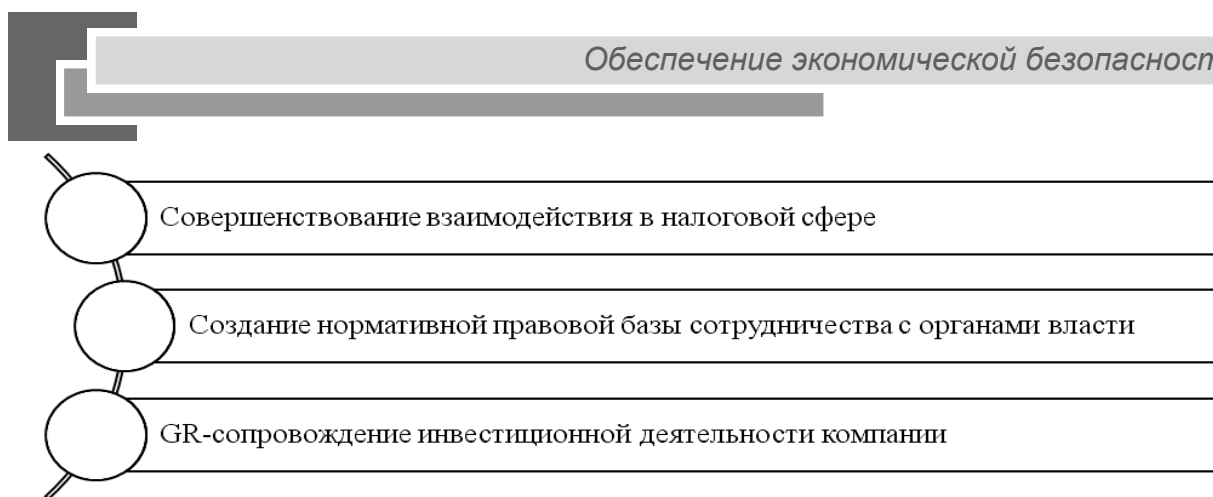 Обеспечение экономической безопасност
Совершенствование взаимодействия в налоговой сфере
Создание нормативной правовой базы сотрудничества с органами власти
GR-сопровождение инвестиционной деятельности компании